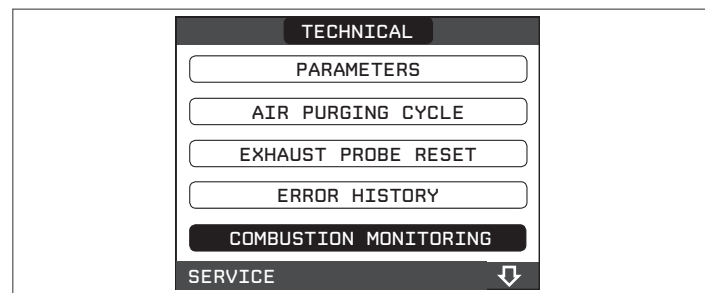 TECHNICAL
PARAMETERS
AIR PURGING CYCLE
EXHAUST PROBE RESET
ERROR HISTORY
COMBUSTION MONITORING
SERVICE